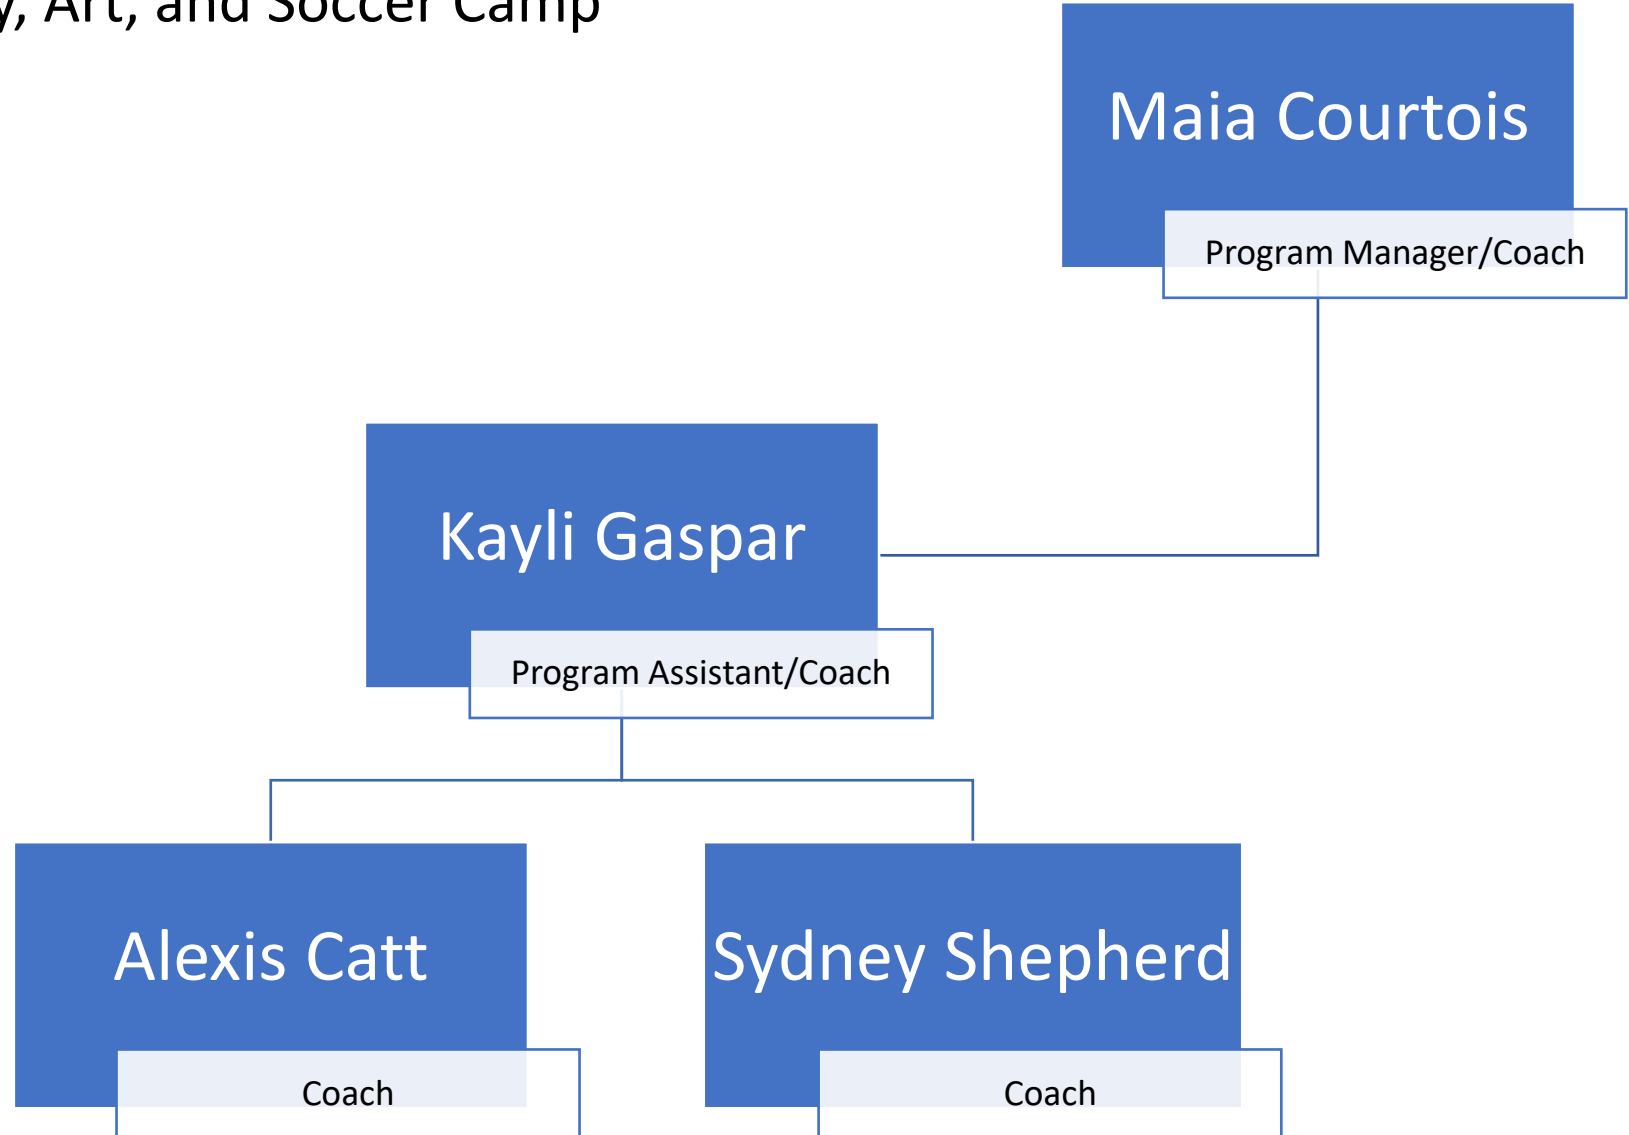 y, Art, and Soccer Camp
Maia Courtois
Program Manager/Coach
Kayli Gaspar
Program Assistant/Coach
Alexis Catt
Coach
Sydney Shepherd
Coach